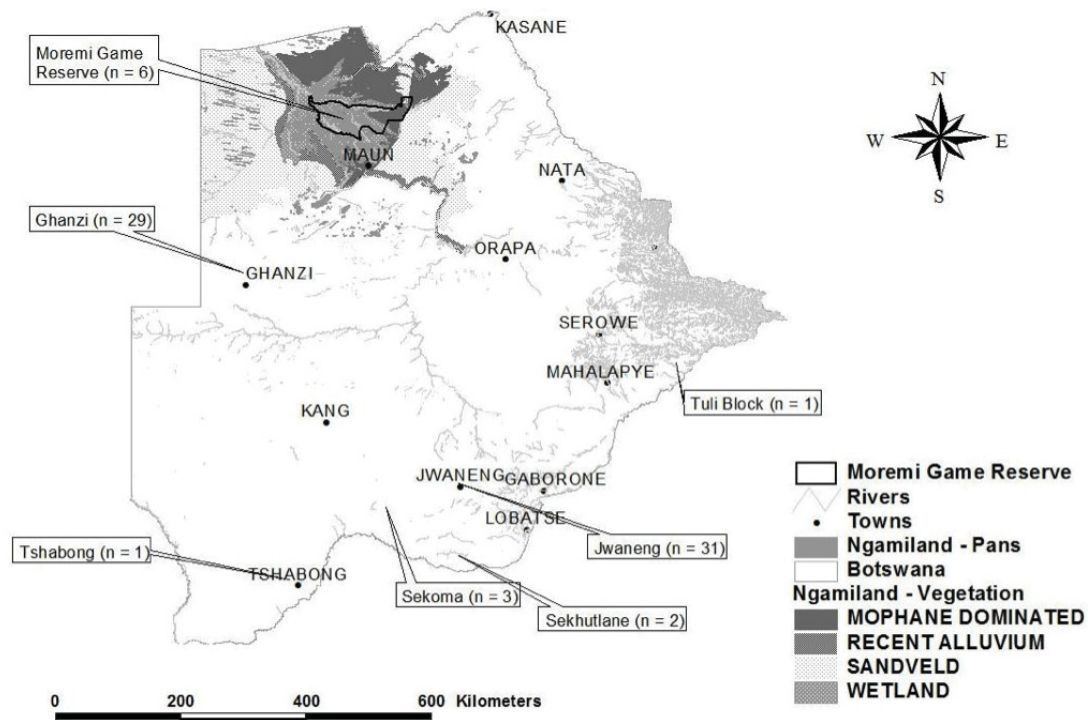 KASANE
Moremi Game
Reserve (n = 6)
N
W E
S
MAUN
NATA
Ghanzi (n = 29)
ORAPA
GHANZI
SEROWE
MAHALAPYE
Tuli Block (n = 1)
KANG
JWANENG
GABORONE
LOBATSE
Jwaneng (n = 31)
Tshabong (n = 1)
TSHABONG
Sekoma (n = 3)
Sekhutlane (n = 2)
Moremi Game Reserve
Rivers
Towns
Ngamiland - Pans
Botswana
Ngamiland - Vegetation
MOPHANE DOMINATED
RECENT ALLUVIUM
SANDVELD
WETLAND
0 200 400 600 Kilometers